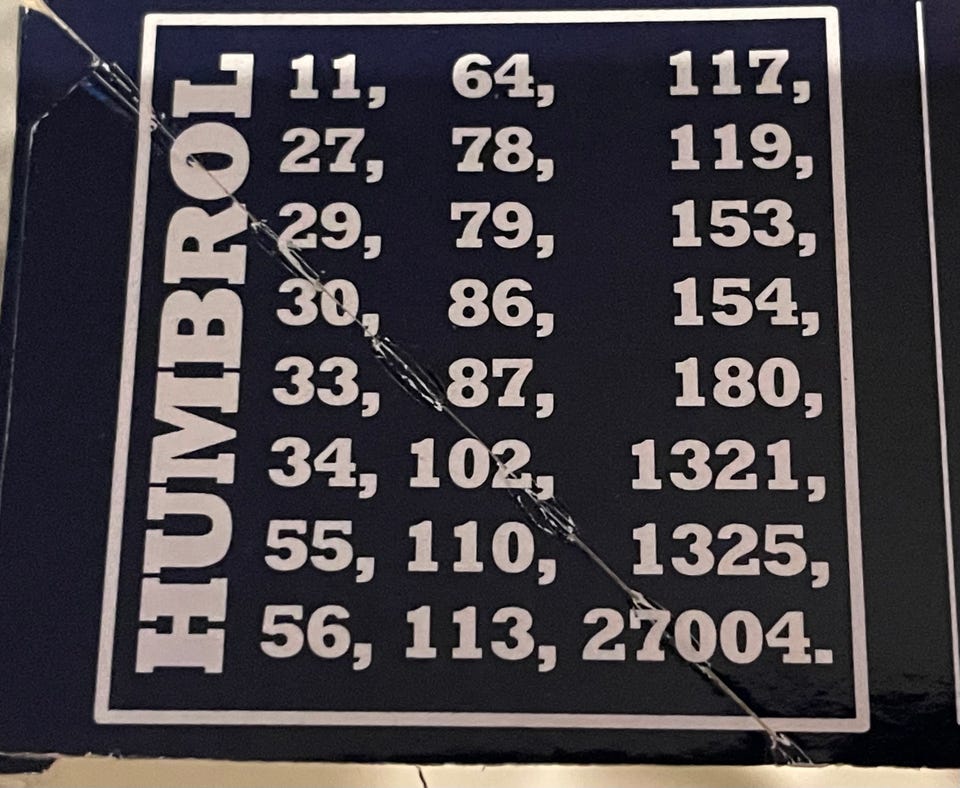 HUMBROL
11, 64, 117,
27, 78, 119,
29, 79, 153,
30, 86, 154,
33, 87, 180,
34, 102, 1321,
55, 110, 1325,
56, 113, 27004.